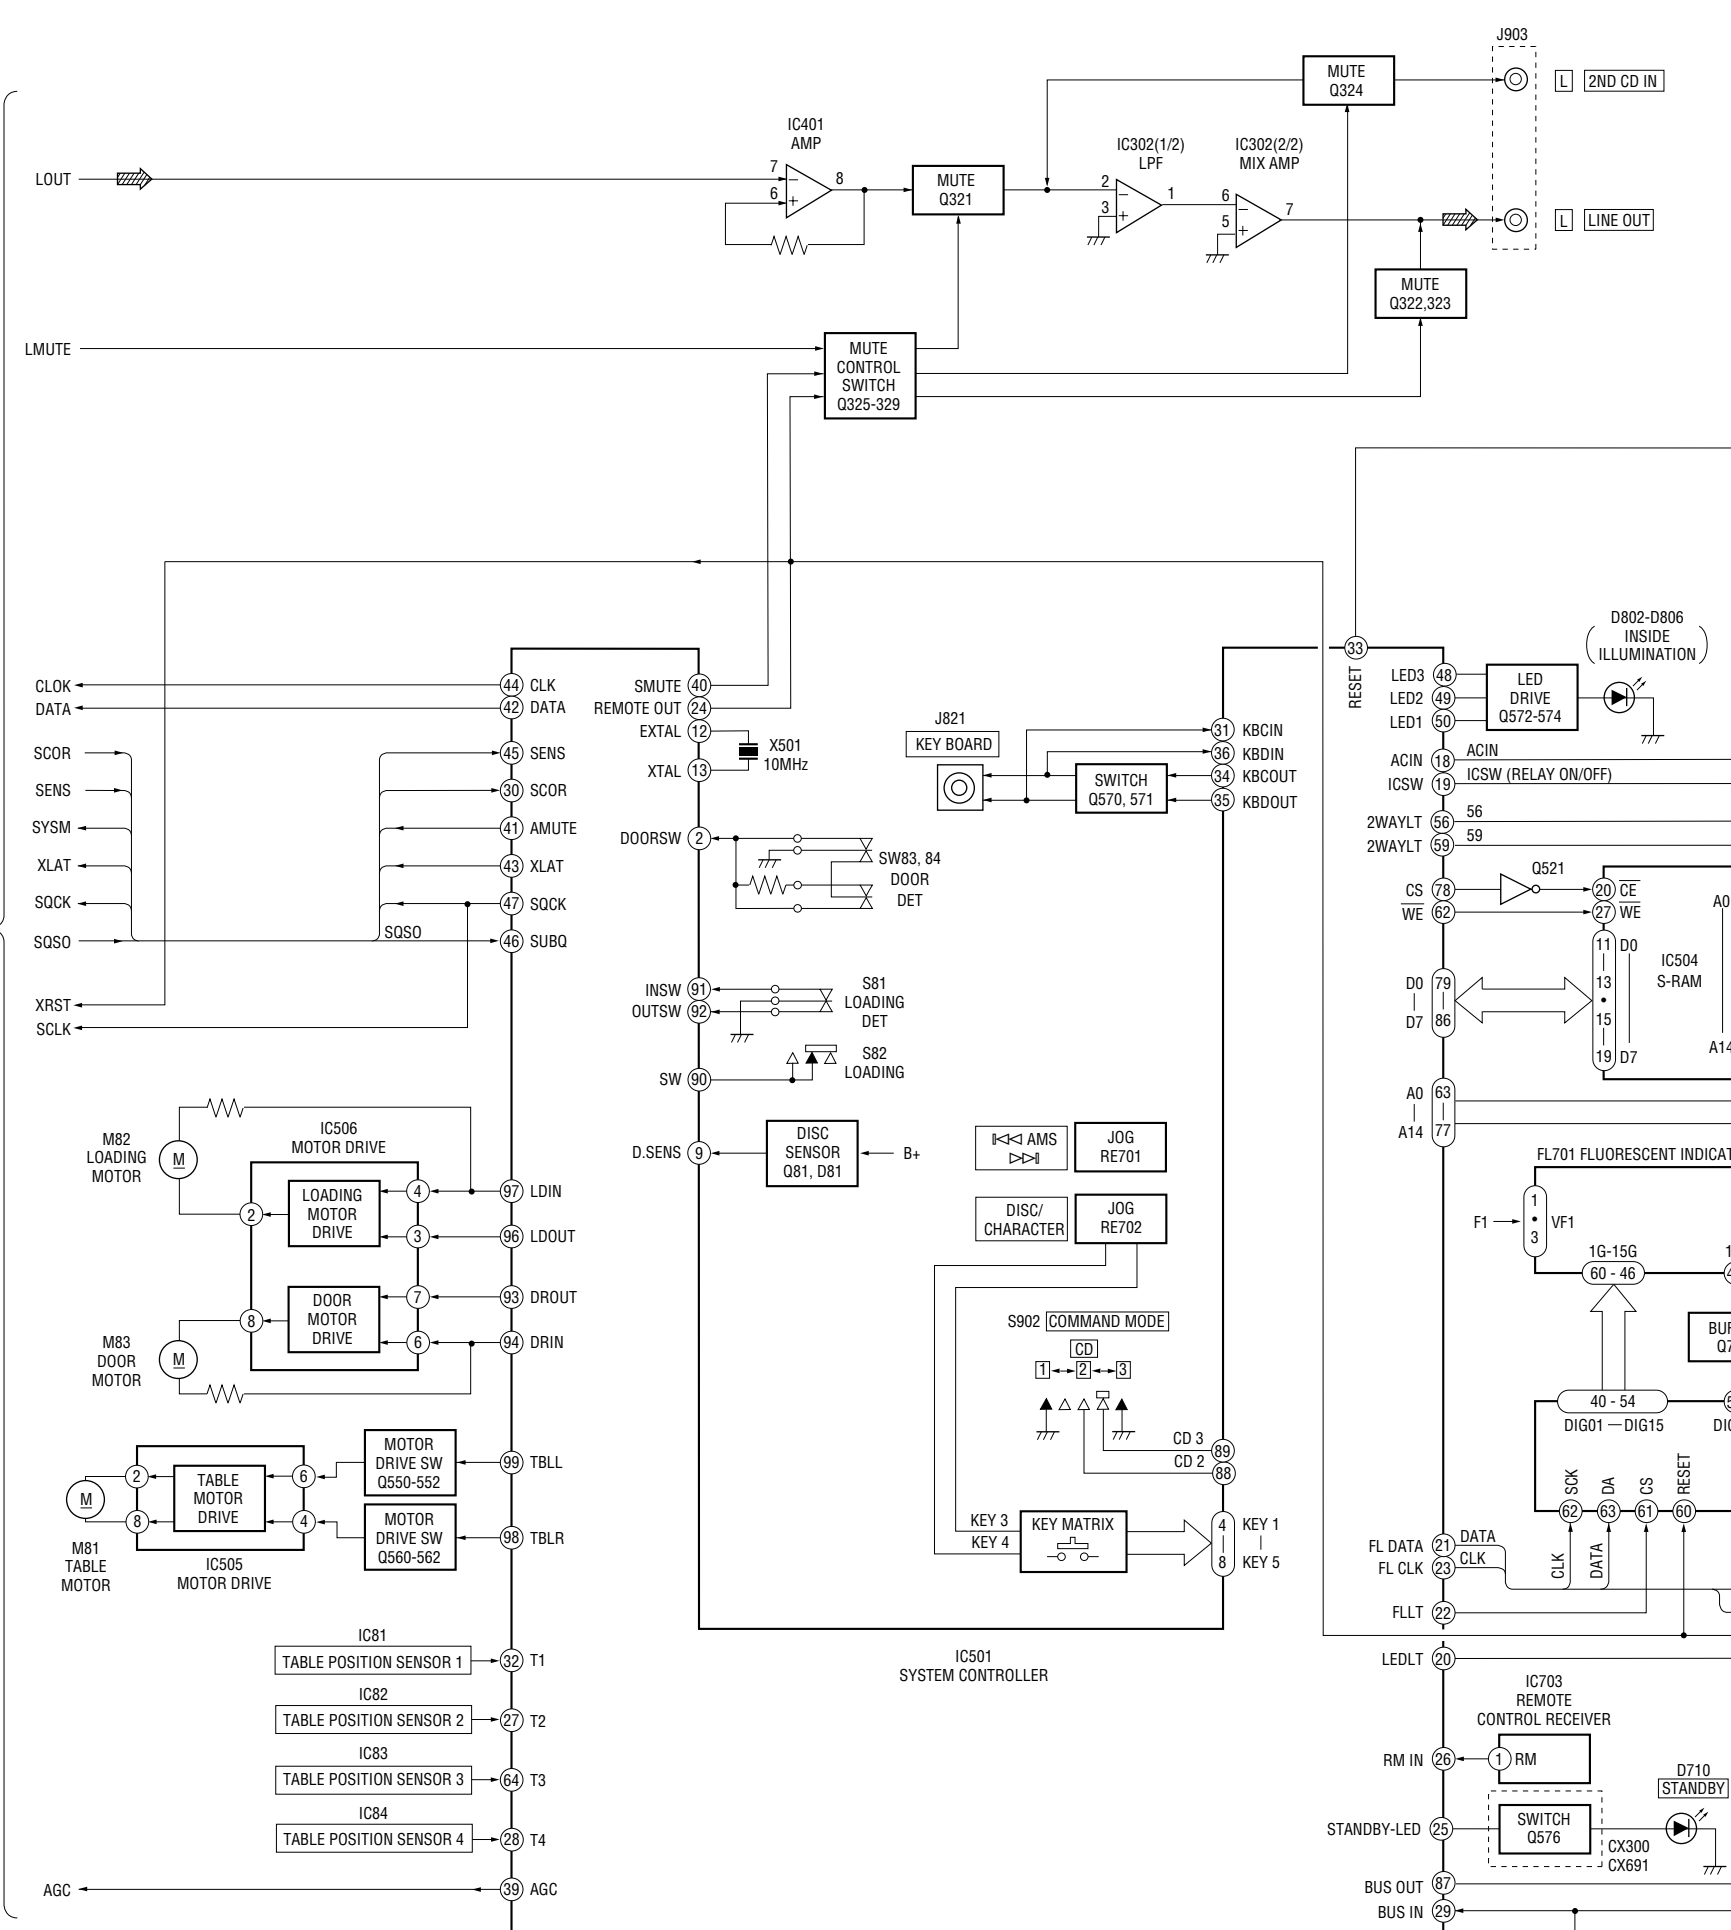 J903
MUTE
Q324
L 2ND CD IN
IC401
AMP
IC302(1/2)
LPF
IC302(2/2)
MIX AMP
LOUT
7
6
−
+
8
MUTE
Q321
2
3
−
+
1
6
5
−
+
7
L LINE OUT
MUTE
Q322,323
LMUTE
MUTE
CONTROL
SWITCH
Q325-329
D802-D806
INSIDE
ILLUMINATION
33
RESET
CLOK
DATA
SCOR
SENS
SYSM
XLAT
SQCK
SQSO
XRST
SCLK
SQSO
44 CLK
42 DATA
45 SENS
30 SCOR
41 AMUTE
43 XLAT
47 SQCK
46 SUBQ
SMUTE 40
REMOTE OUT 24
EXTAL 12
XTAL 13
X501
10MHz
DOORSW 2
SW83, 84
DOOR
DET
INSW 91
OUTSW 92
S81
LOADING
DET
SW 90
S82
LOADING
D.SENS 9
DISC
SENSOR
Q81, D81
B+
J821
KEY BOARD
SWITCH
Q570, 571
31 KBCIN
36 KBDIN
34 KBCOUT
35 KBDOUT
LED3 48
LED2 49
LED1 50
LED
DRIVE
Q572-574
ACIN 18 ACIN
ICSW 19 ICSW (RELAY ON/OFF)
2WAYLT 56 56
2WAYLT 59 59
CS 78
WE 62
Q521
20 CE
27 WE
11 D0
13
15
19 D7
IC504
S-RAM
A0
A14
D0 79
D7 86
A0 63
A14 77
M82
LOADING
MOTOR
M
IC506
MOTOR DRIVE
LOADING
MOTOR
DRIVE
2
4
3
97 LDIN
96 LDOUT
DOOR
MOTOR
DRIVE
8
7
6
93 DROUT
94 DRIN
M83
DOOR
MOTOR
M
AMS
JOG
RE701
DISC/
CHARACTER
JOG
RE702
S902 COMMAND MODE
CD
1 2 3
CD 3 89
CD 2 88
KEY 3
KEY 4
KEY MATRIX
4
8
KEY 1
KEY 5
M
M81
TABLE
MOTOR
2
8
TABLE
MOTOR
DRIVE
6
4
IC505
MOTOR DRIVE
MOTOR
DRIVE SW
Q550-552
99 TBLL
MOTOR
DRIVE SW
Q560-562
98 TBLR
IC81
TABLE POSITION SENSOR 1
32 T1
IC82
TABLE POSITION SENSOR 2
27 T2
IC83
TABLE POSITION SENSOR 3
64 T3
IC84
TABLE POSITION SENSOR 4
28 T4
AGC
39 AGC
IC501
SYSTEM CONTROLLER
FL701 FLUORESCENT INDICAT
F1
1
3
VF1
1G-15G
60 - 46
40 - 54
DIG01 — DIG15
SCK
DA
CS
RESET
62 63 61 60
CLK
DATA
FL DATA 21 DATA
FL CLK 23 CLK
FLLT 22
LEDLT 20
IC703
REMOTE
CONTROL RECEIVER
RM IN 26
1 RM
D710
STANDBY
STANDBY-LED 25
SWITCH
Q576
CX300
CX691
BUS OUT 87
BUS IN 29